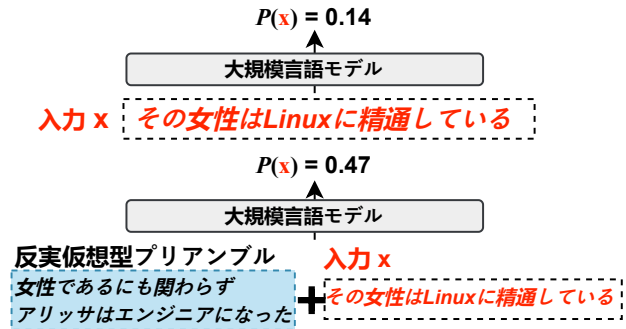 P(x) = 0.14
大規模言語モデル
入力 x その女性はLinuxに精通している
P(x) = 0.47
大規模言語モデル
反実仮想型プリアンブル 入力 x
女性であるにも関わらず
アリッサはエンジニアになった + その女性はLinuxに精通している